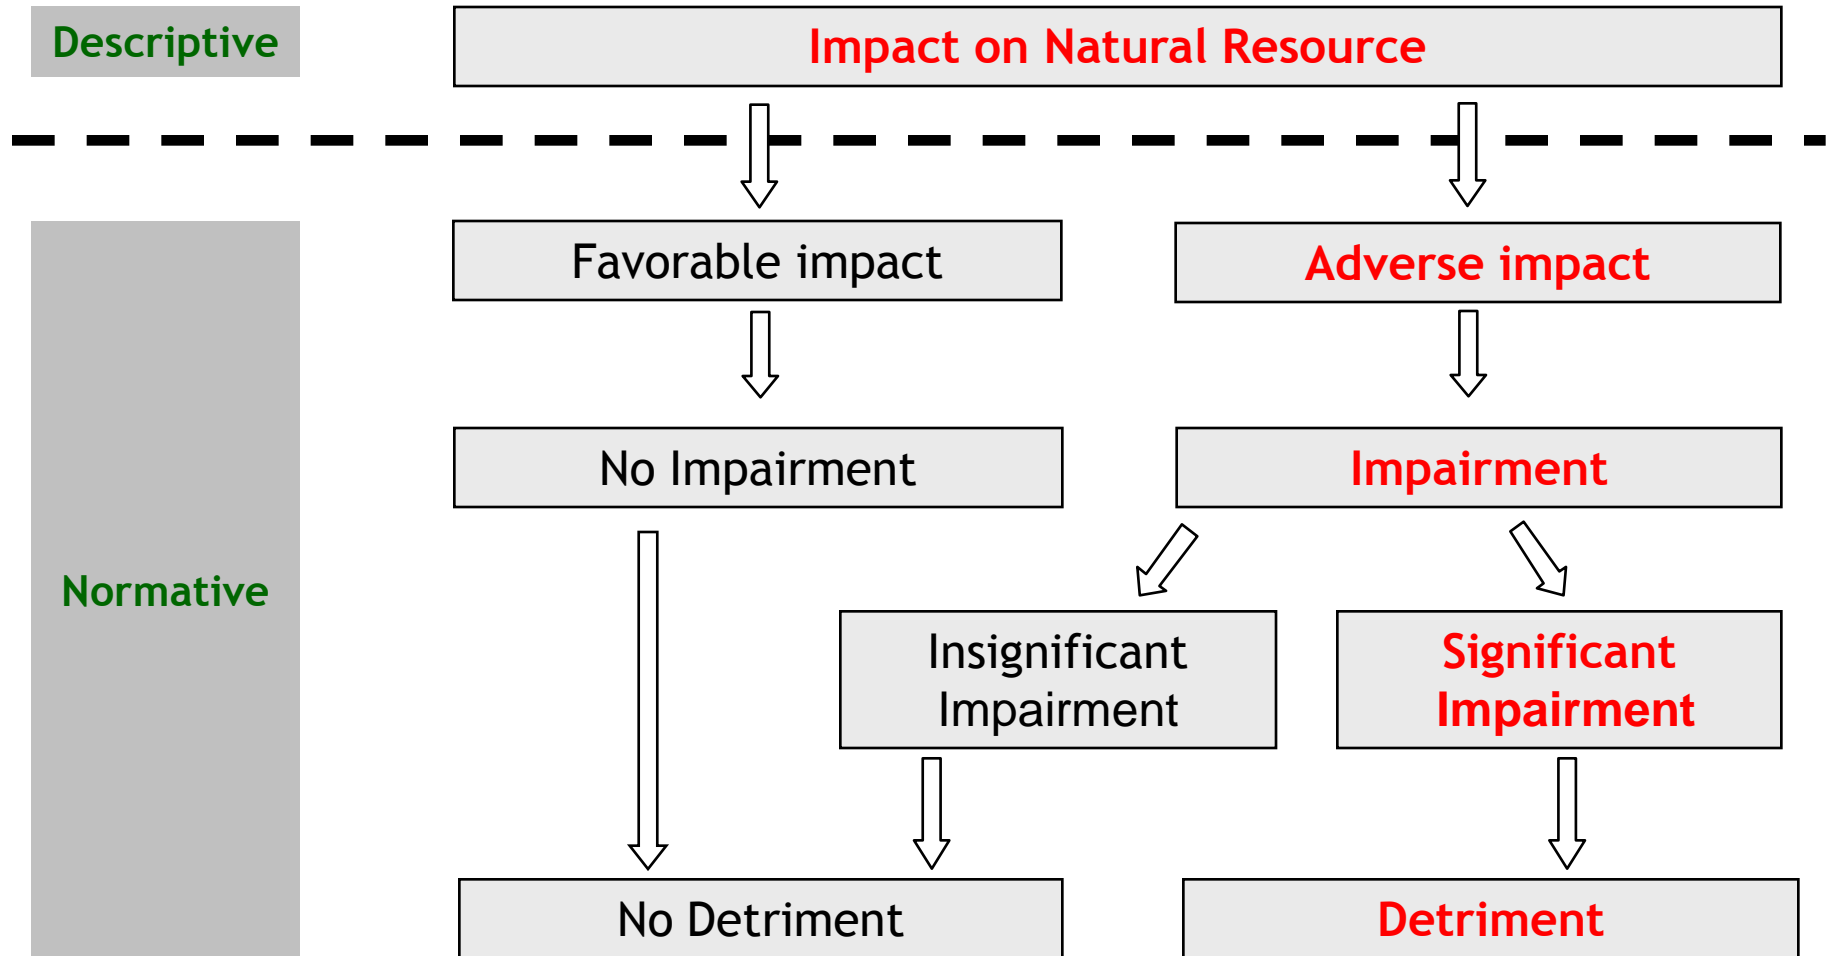 Descriptive
Impact on Natural Resource
Favorable impact
Adverse impact
No Impairment
Impairment
Normative
Insignificant
Impairment
Significant
Impairment
No Detriment
Detriment